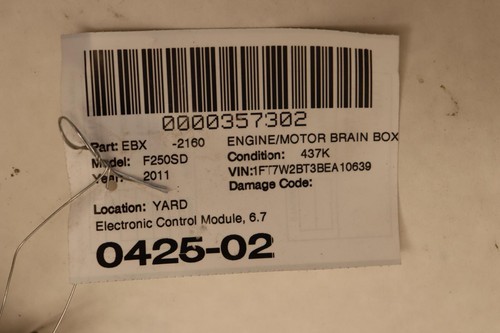 0000357302
Part: EBX -2160 ENGINE/MOTOR BRAIN BOX
Model: F250SD Condition: 437K
Year: 2011 VIN:1FT7W2BT3BEA10639
Damage Code:
Location: YARD
Electronic Control Module, 6.7
0425-02